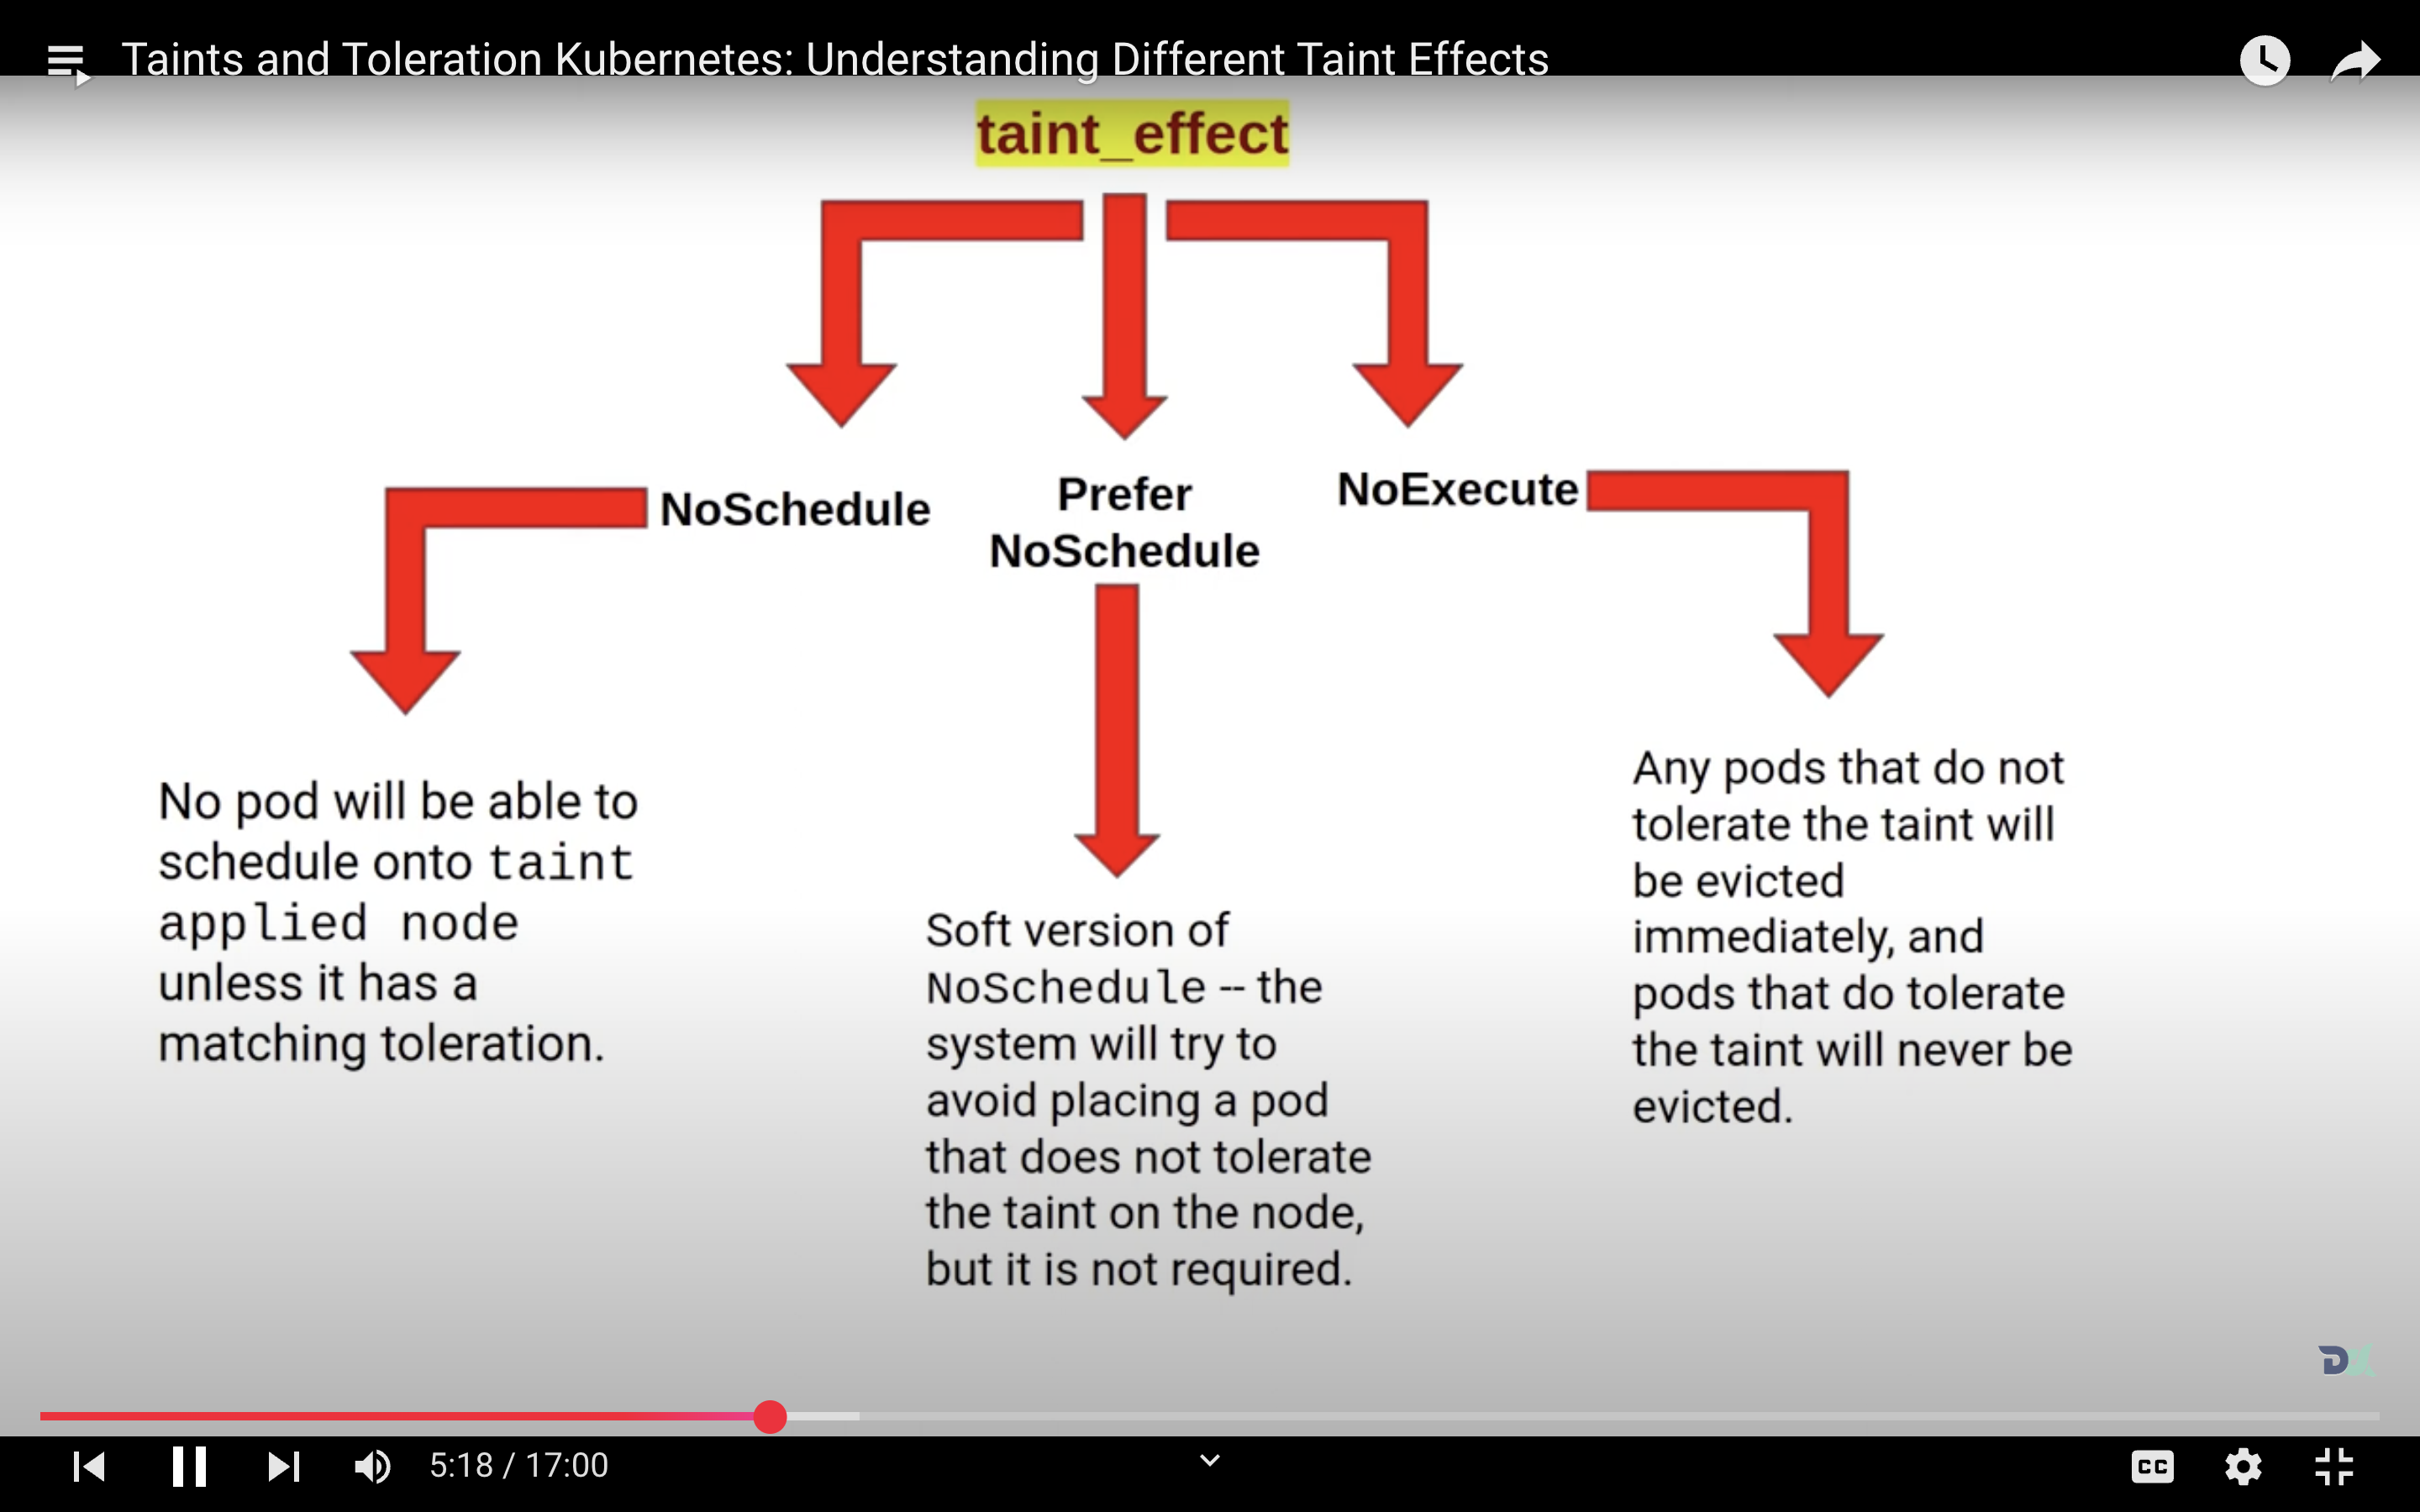 Taints and Toleration Kubernetes: Understanding Different Taint Effects
taint_effect
NoSchedule
Prefer
NoSchedule
NoExecute
No pod will be able to
schedule onto taint
applied node
unless it has a
matching toleration.
Soft version of
NoSchedule -- the
system will try to
avoid placing a pod
that does not tolerate
the taint on the node,
but it is not required.
Any pods that do not
tolerate the taint will
be evicted
immediately, and
pods that do tolerate
the taint will never be
evicted.
DX
5:18 / 17:00
CC